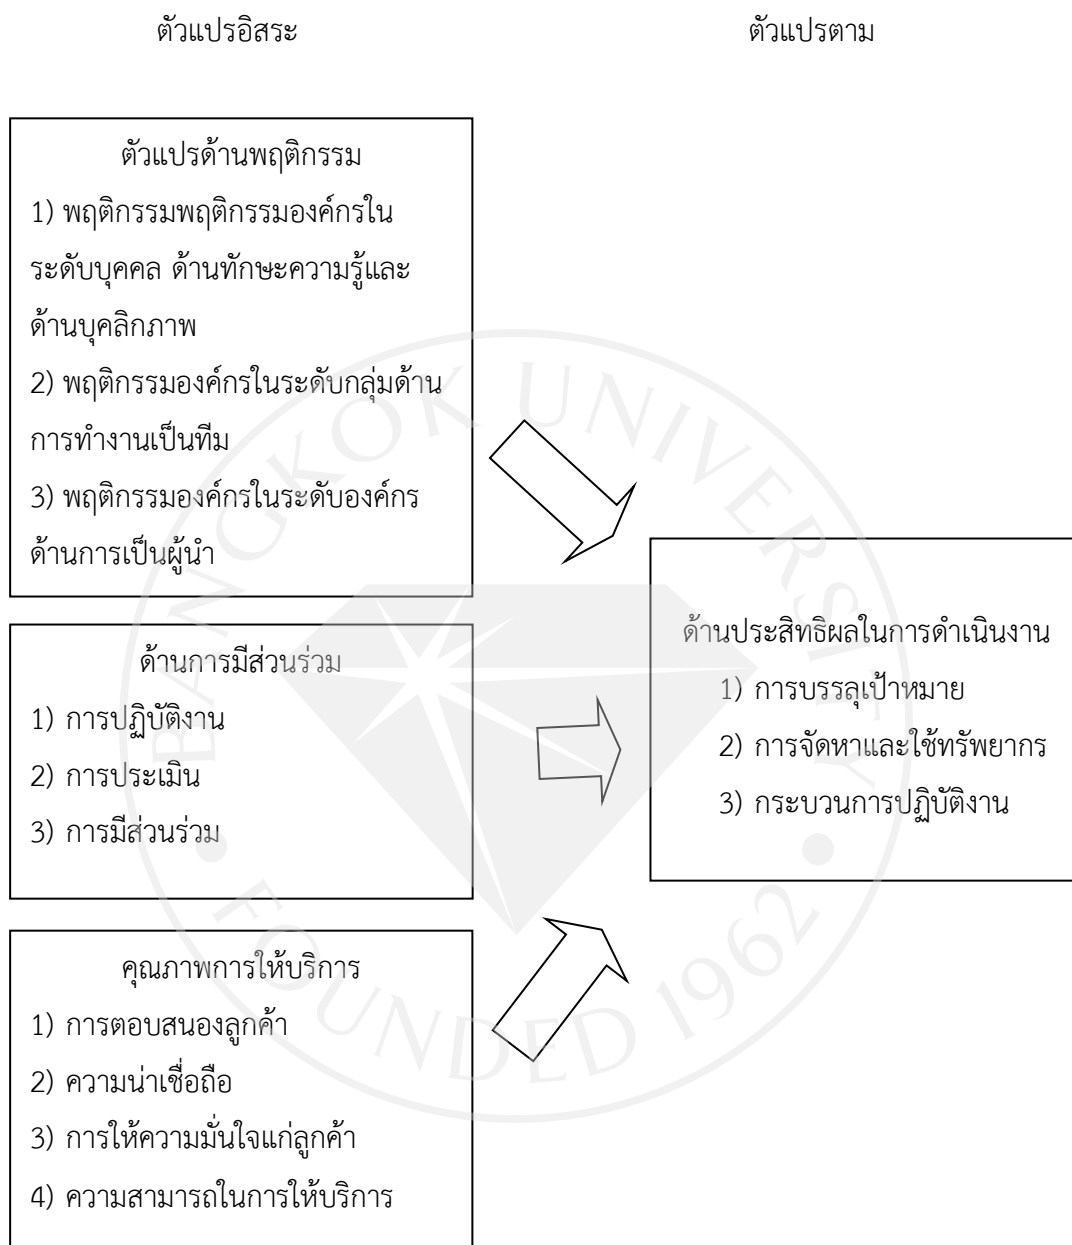 ตัวแปรอิสระ
ตัวแปรตาม
ตัวแปรด้านพฤติกรรม
1) พฤติกรรมพฤติกรรมองค์กรใน
ระดับบุคคล ด้านทักษะความรู้และ
ด้านบุคลิกภาพ
2) พฤติกรรมองค์กรในระดับกลุ่มด้าน
การทำงานเป็นทีม
3) พฤติกรรมองค์กรในระดับองค์กร
ด้านการเป็นผู้นำ
ด้านการมีส่วนร่วม
1) การปฏิบัติงาน
2) การประเมิน
3) การมีส่วนร่วม
คุณภาพการให้บริการ
1) การตอบสนองลูกค้า
2) ความน่าเชื่อถือ
3) การให้ความมั่นใจแก่ลูกค้า
4) ความสามารถในการให้บริการ
ด้านประสิทธิผลในการดำเนินงาน
1) การบรรลุเป้าหมาย
2) การจัดหาและใช้ทรัพยากร
3) กระบวนการปฏิบัติงาน
BANGKOK UNIVERSITY
FOUNDED 1962